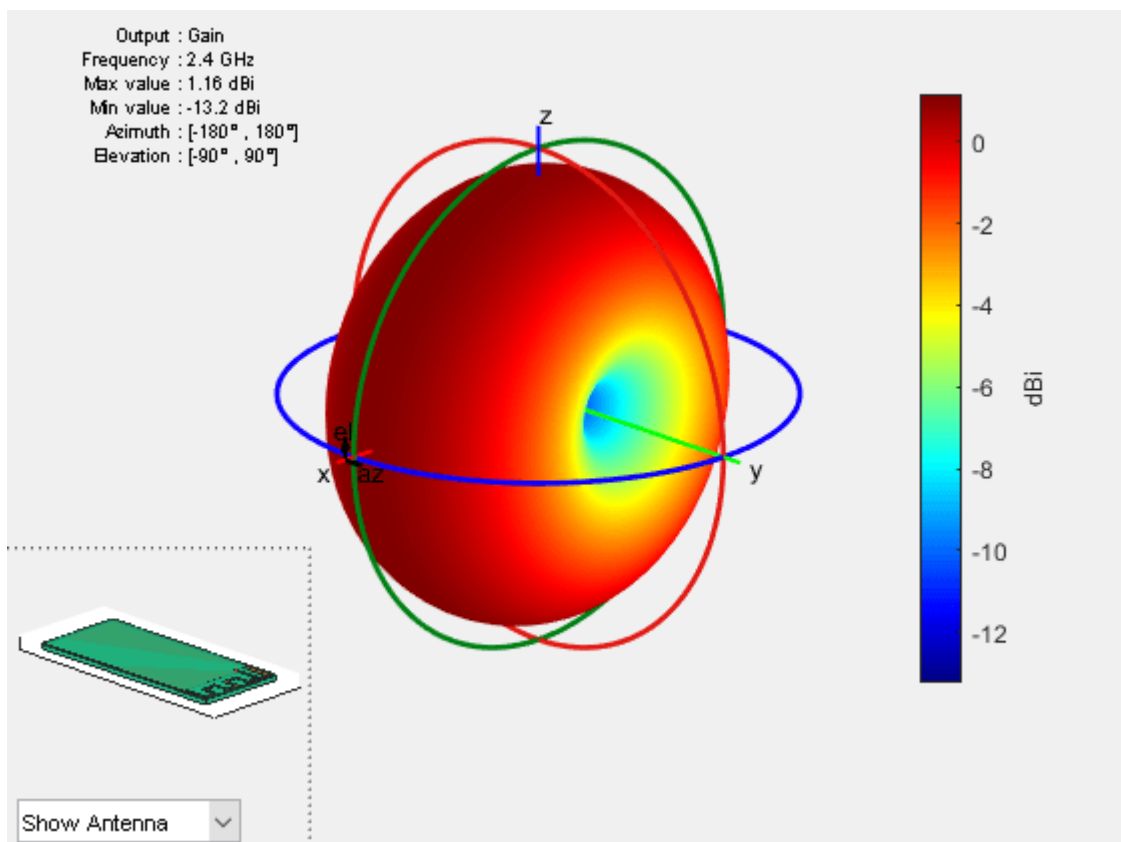 Output : Gain
Frequency : 2.4 GHz
Max value : 1.16 dBi
Min value : -13.2 dBi
Azimuth : [-180° , 180°]
Elevation : [-90° , 90°]
z
el
x
az
y
0
-2
-4
-6
-8
-10
-12
dBi
Show Antenna